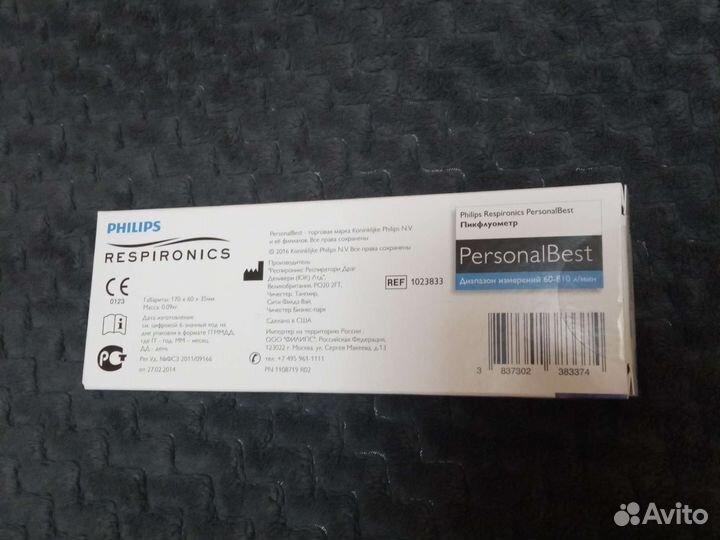 PHILIPS
RESPIRONICS
CE
0123
Габариты: 170 x 60 x 35мм
Масса: 0.09кг
Дата изготовления
см. цифровой 6-значный код на
дне упаковки в формате ГГММДД,
где ГГ - год, ММ – месяц,
ДД – день.
Рег. Уд. №ФСЗ 2011/09166
от 27.02.2014
PersonalBest - торговая марка Koninklijke Philips N.V.
и её филиалов. Все права сохранены
© 2016 Koninklijke Philips N.V. Все права сохранены
Производитель
"Респироникс Респиратори Драг
Деливери (ЮК) Лтд",
Великобритания, PO20 2FT,
Чичестер, Тангмир,
Сити Филдз Вэй,
Чичестер Бизнес-парк
Сделано в США
Импортер на территорию России:
ООО "ФИЛИПС", Российская Федерация,
123022 г. Москва, ул. Сергея Макеева, д.13
тел.: +7 495 961-1111
PN 1108719 R02
REF 1023833
Philips Respironics PersonalBest
Пикфлуометр
PersonalBest
Диапазон измерений 60-810 л/мин
3 837302 383374
Avito